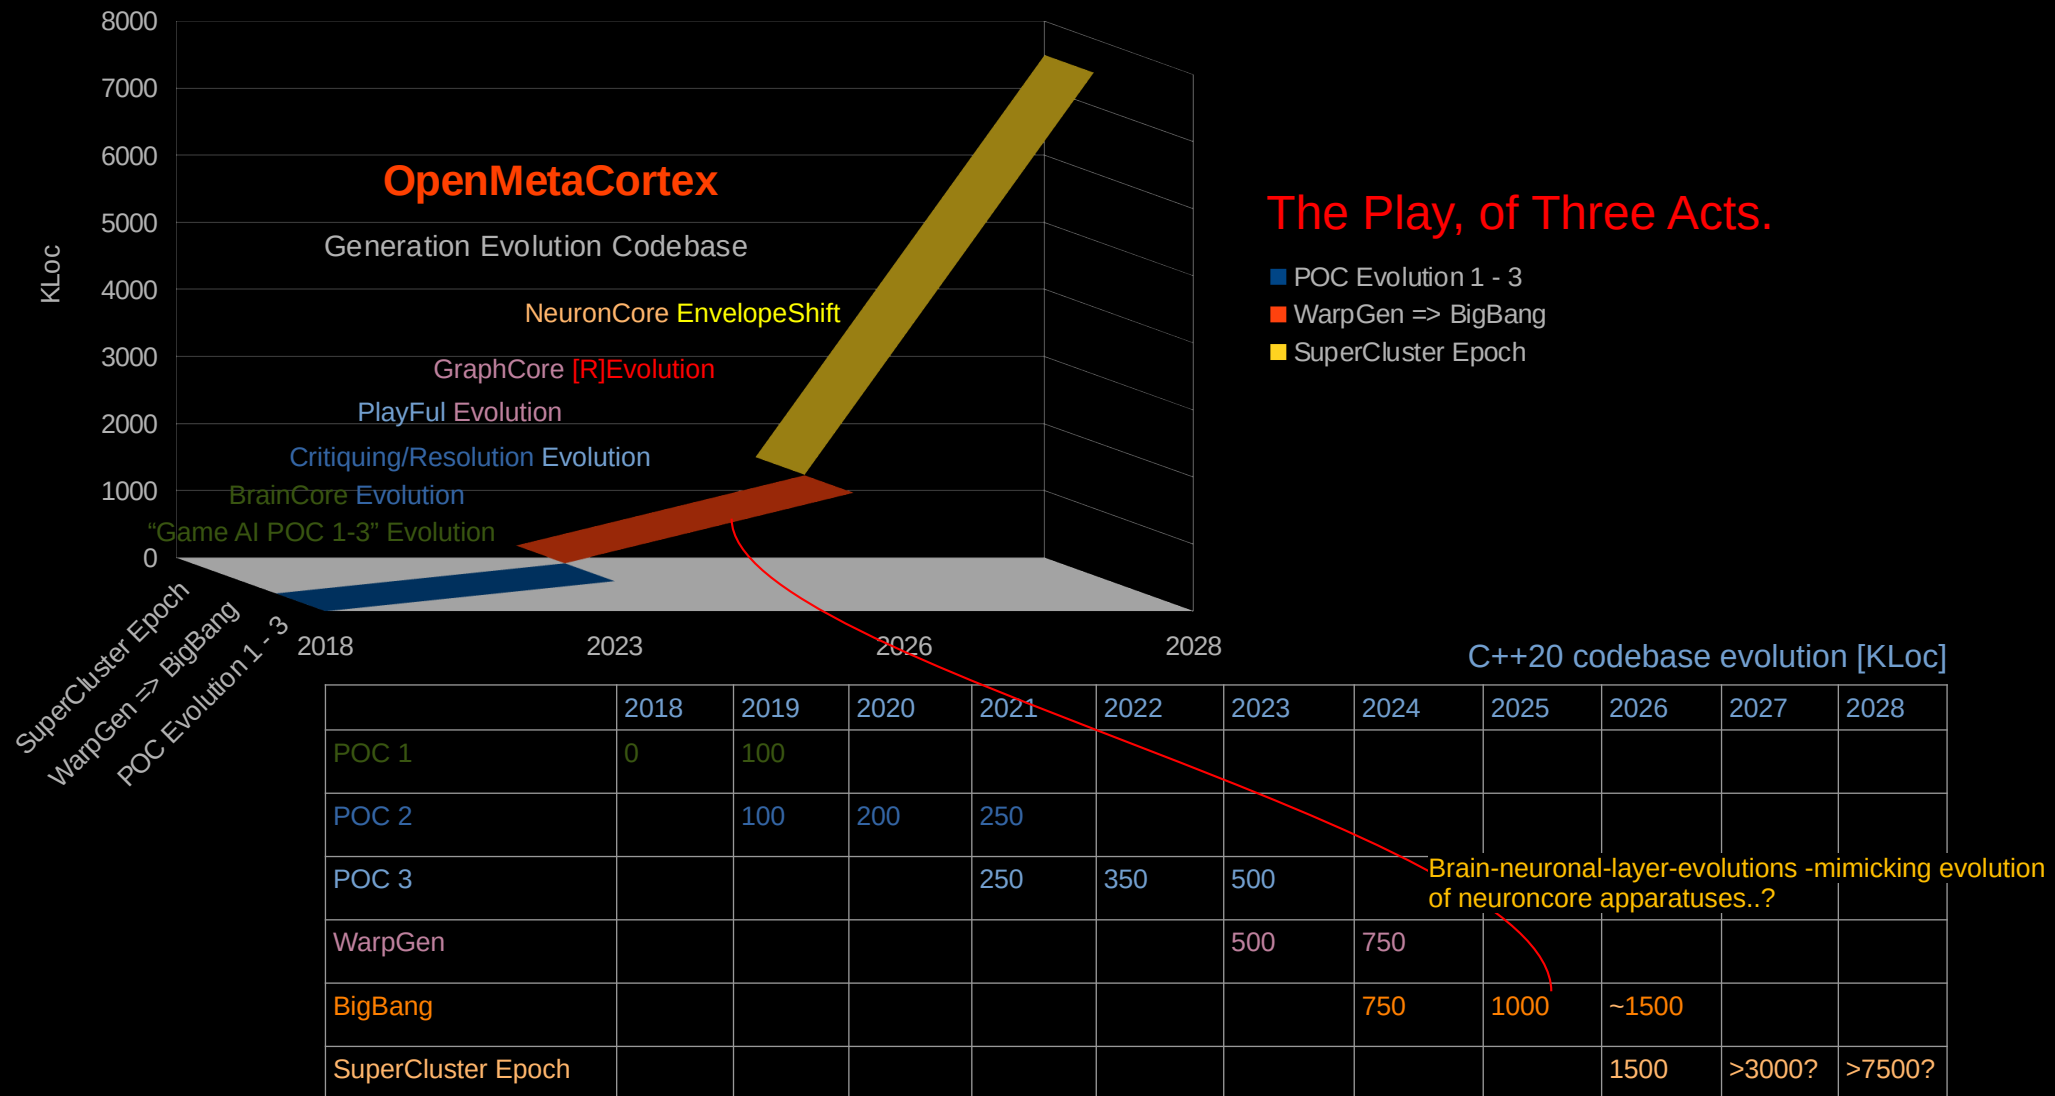 8000
7000
6000
5000
4000
3000
2000
1000
0
KLoc
OpenMetaCortex
Generation Evolution Codebase
NeuronCore EnvelopeShift
GraphCore [R]Evolution
PlayFul Evolution
Critiquing/Resolution Evolution
BrainCore Evolution
“Game AI POC 1-3” Evolution
The Play, of Three Acts.
POC Evolution 1 - 3
WarpGen => BigBang
SuperCluster Epoch
SuperCluster Epoch
WarpGen => BigBang
POC Evolution 1 - 3
2018 2023 2026 2028
C++20 codebase evolution [KLoc]
2018 2019 2020 2021 2022 2023 2024 2025 2026 2027 2028
POC 1 0 100
POC 2 100 200 250
POC 3 250 350 500
Brain-neuronal-layer-evolutions -mimicking evolution
of neuroncore apparatuses..?
WarpGen 500 750
BigBang 750 1000 ~1500
SuperCluster Epoch 1500 >3000? >7500?